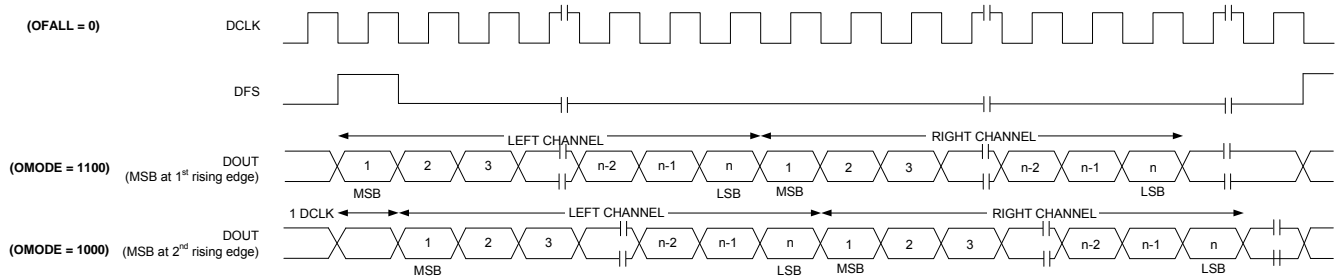 (OFALL = 0) DCLK
DFS
LEFT CHANNEL RIGHT CHANNEL
(OMODE = 1100) DOUT 1 2 3 n-2 n-1 n 1 2 3 n-2 n-1 n
(MSB at 1st rising edge)
MSB LSB MSB LSB
1 DCLK LEFT CHANNEL RIGHT CHANNEL
(OMODE = 1000) DOUT 1 2 3 n-2 n-1 n 1 2 3 n-2 n-1 n
(MSB at 2nd rising edge)
MSB LSB MSB LSB